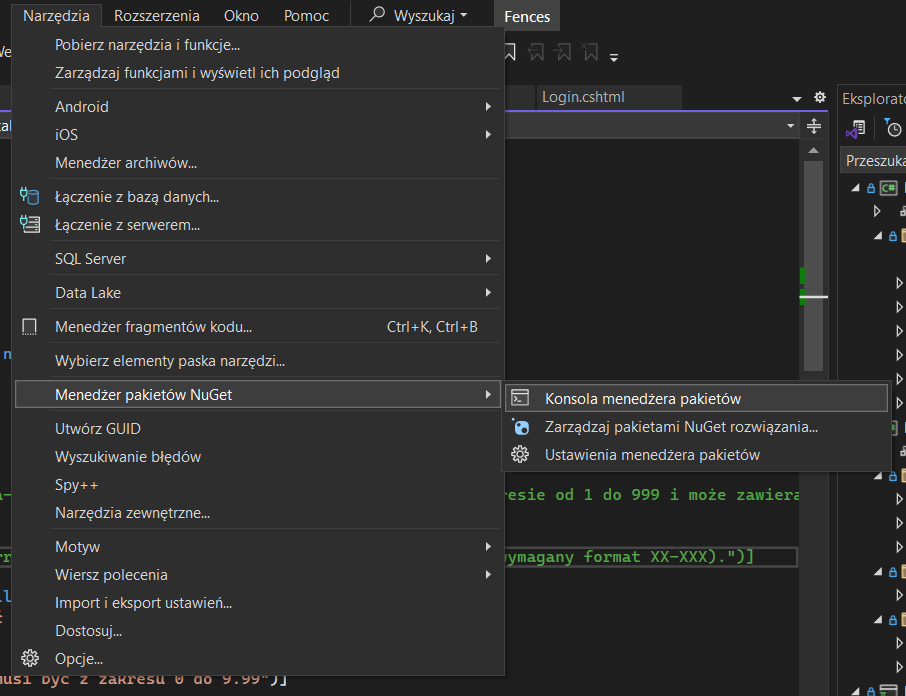 Narzędzia Rozszerzenia Okno Pomoc Wyszukaj Fences
Pobierz narzędzia i funkcje...
Zarządzaj funkcjami i wyświetl ich podgląd
Login.cshtml
Android
iOS
Menedżer archiwów...
Przeszuka
Łączenie z bazą danych...
Łączenie z serwerem...
SQL Server
Data Lake
Menedżer fragmentów kodu... Ctrl+K, Ctrl+B
Wybierz elementy paska narzędzi...
Menedżer pakietów NuGet
Konsola menedżera pakietów
Zarządzaj pakietami NuGet rozwiązania...
Ustawienia menedżera pakietów
Utwórz GUID
Wyszukiwanie błędów
Spy++
Narzędzia zewnętrzne...
resie od 1 do 999 i może zawiera
Motyw
ymagany format XX-XXX).")]
Wiersz polecenia
Import i eksport ustawień...
Dostosuj...
Opcje...
musi być z zakresu 0 do 9.99")]